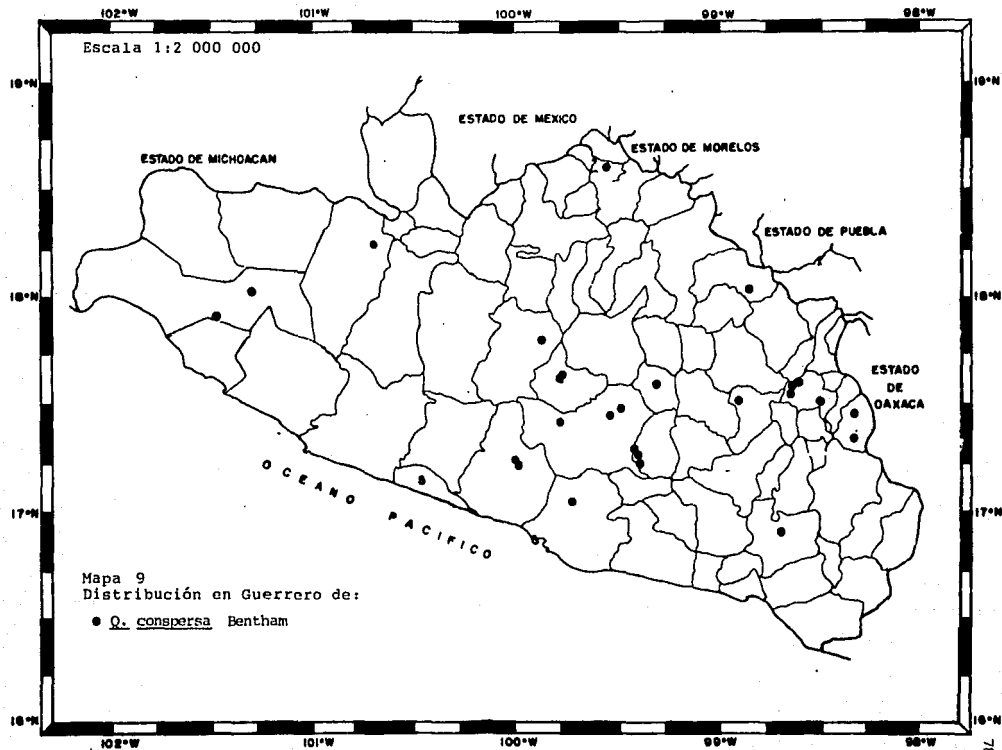 102°W 101°W 100°W 99°W 98°W
Escala 1:2 000 000
19°N 19°N
ESTADO DE MEXICO
ESTADO DE MORELOS
ESTADO DE MICHOACAN
ESTADO DE PUEBLA
18°N 18°N
ESTADO
DE
OAXACA
OCEANO PACIFICO
17°N 17°N
Mapa 9
Distribución en Guerrero de:
● Q. conspersa Bentham
16°N 16°N
102°W 101°W 100°W 99°W 98°W